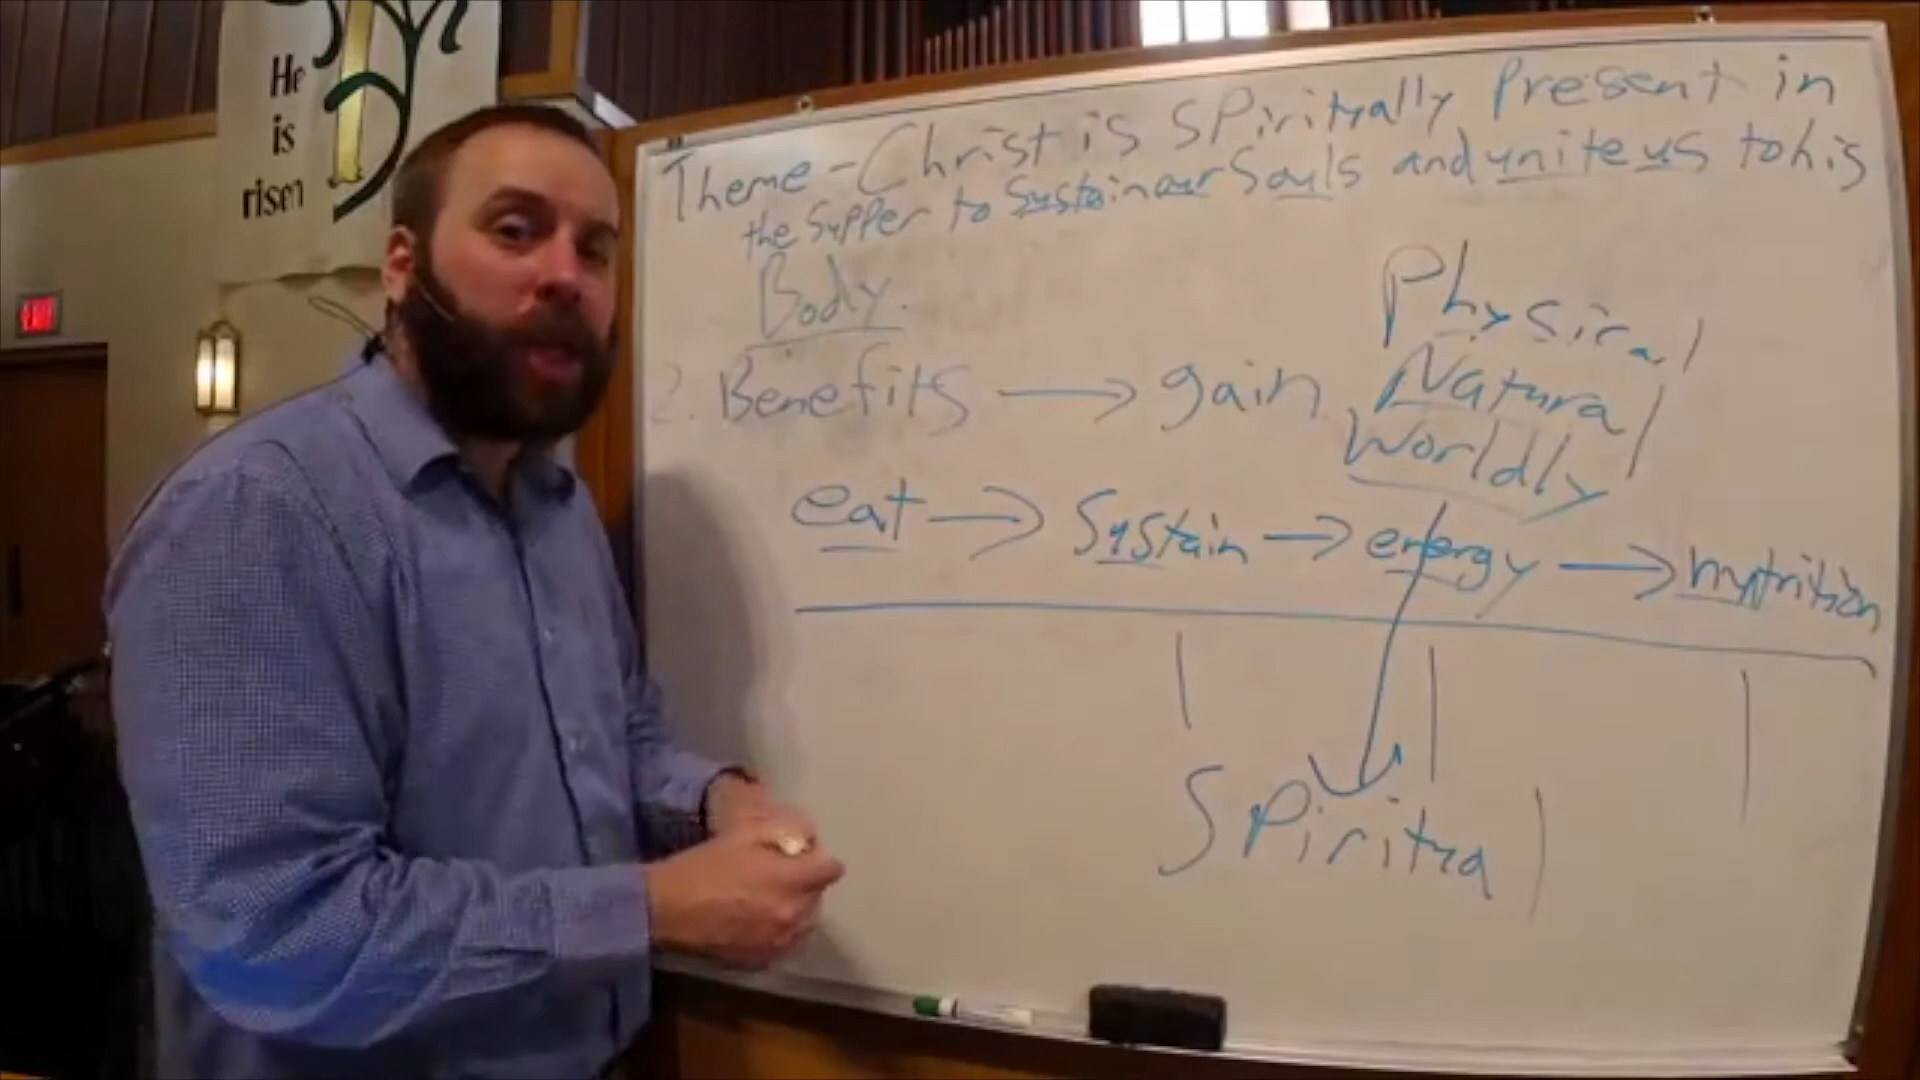 He
is
risen
EXIT
Theme - Christ is Spiritually Present in
the Supper to Sustain our Souls and unite us to his
Body.
Physical
2. Benefits → gain Natural
Worldly
eat → Sustain → energy → nutrition
Spiritual